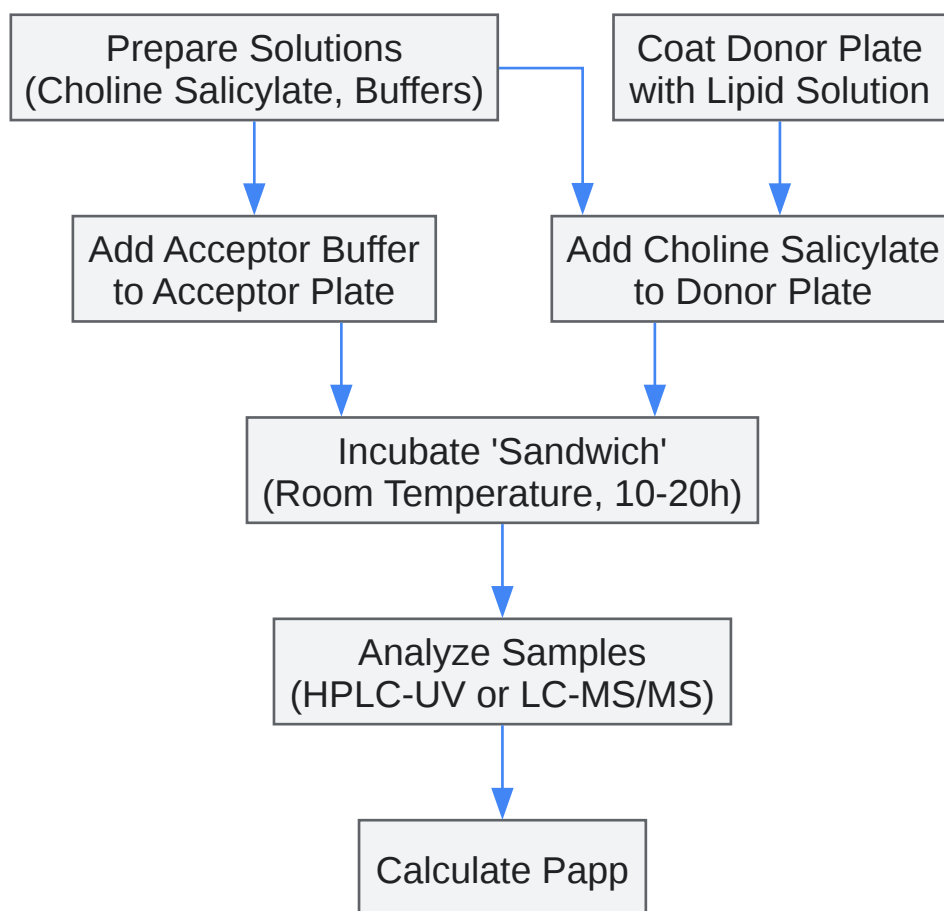 Prepare Solutions
(Choline Salicylate, Buffers)
Coat Donor Plate
with Lipid Solution
Add Acceptor Buffer
to Acceptor Plate
Add Choline Salicylate
to Donor Plate
Incubate 'Sandwich'
(Room Temperature, 10-20h)
Analyze Samples
(HPLC-UV or LC-MS/MS)
Calculate Papp